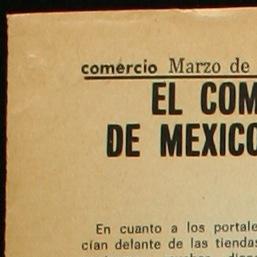 comercio Marzo de
EL COM
DE MEXICO
En cuanto a los portale
cían delante de las tiendas